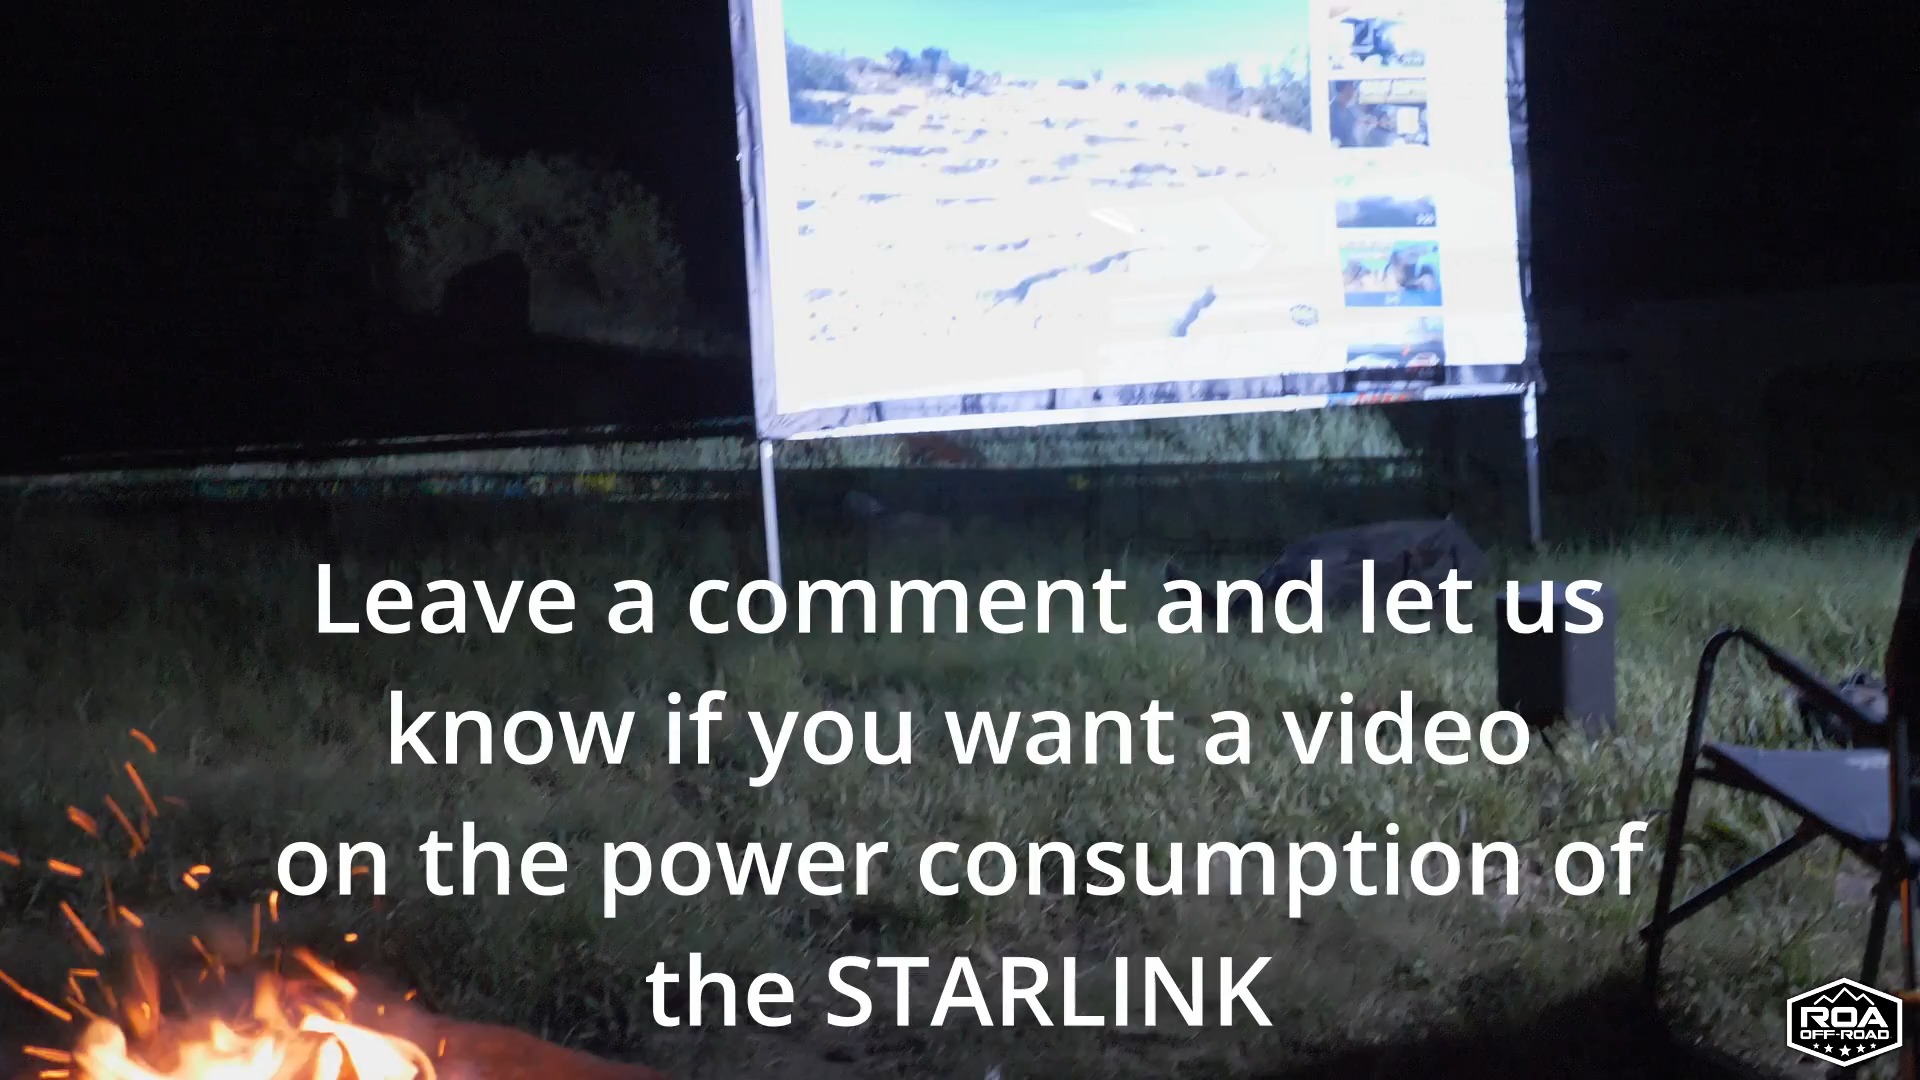 Leave a comment and let us
know if you want a video
on the power consumption of
the STARLINK
ROA
OFF-ROAD